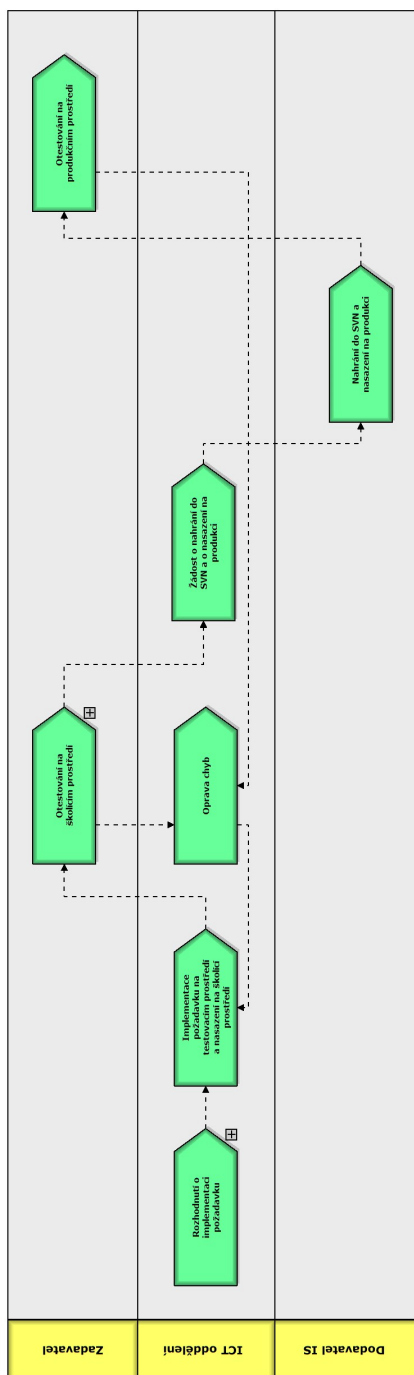 Zadavatel
Otestování na
školicím prostředí
Otestování na
produkčním prostředí
ICT oddělení
Rozhodnutí o
implementaci
požadavku
Implementace
požadavku na
testovacím prostředí
a nasazení na školicí
prostředí
Oprava chyb
Žádost o nahrání do
SVN a o nasazení na
produkci
Dodavatel IS
Nahrání do SVN a
nasazení na produkci